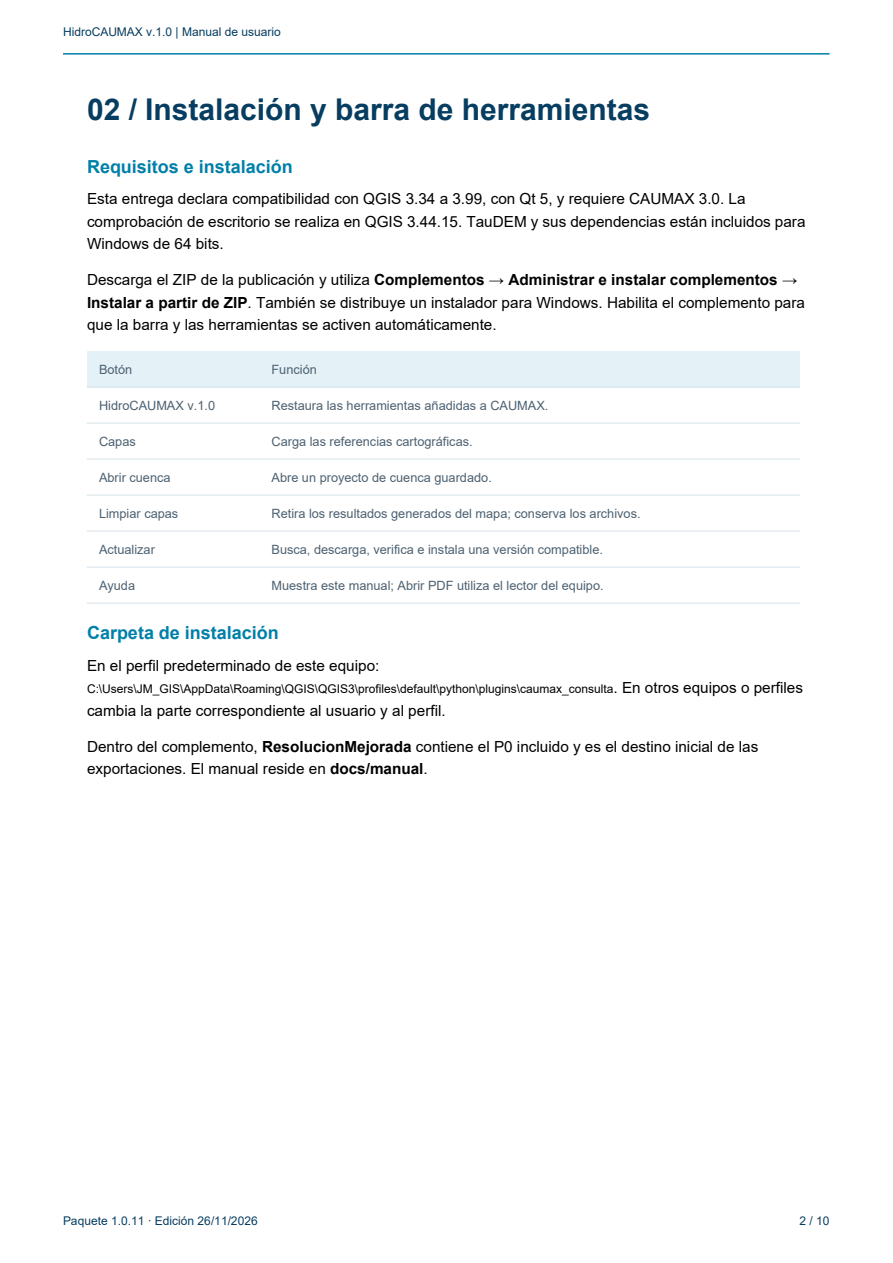 HidroCAUMAX v.1.0 | Manual de usuario
02 / Instalación y barra de herramientas
Requisitos e instalación
Esta entrega declara compatibilidad con QGIS 3.34 a 3.99, con Qt 5, y requiere CAUMAX 3.0. La
comprobación de escritorio se realiza en QGIS 3.44.15. TauDEM y sus dependencias están incluidos para
Windows de 64 bits.
Descarga el ZIP de la publicación y utiliza Complementos → Administrar e instalar complementos →
Instalar a partir de ZIP. También se distribuye un instalador para Windows. Habilita el complemento para
que la barra y las herramientas se activen automáticamente.
Botón Función
HidroCAUMAX v.1.0 Restaura las herramientas añadidas a CAUMAX.
Capas Carga las referencias cartográficas.
Abrir cuenca Abre un proyecto de cuenca guardado.
Limpiar capas Retira los resultados generados del mapa; conserva los archivos.
Actualizar Busca, descarga, verifica e instala una versión compatible.
Ayuda Muestra este manual; Abrir PDF utiliza el lector del equipo.
Carpeta de instalación
En el perfil predeterminado de este equipo:
C:\Users\JM_GIS\AppData\Roaming\QGIS\QGIS3\profiles\default\python\plugins\caumax_consulta. En otros equipos o perfiles
cambia la parte correspondiente al usuario y al perfil.
Dentro del complemento, ResolucionMejorada contiene el P0 incluido y es el destino inicial de las
exportaciones. El manual reside en docs/manual.
Paquete 1.0.11 · Edición 26/11/2026 2 / 10